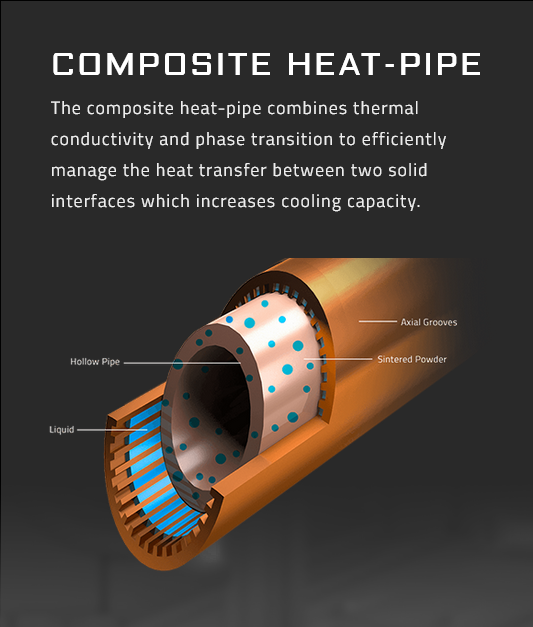 COMPOSITE HEAT-PIPE
The composite heat-pipe combines thermal
conductivity and phase transition to efficiently
manage the heat transfer between two solid
interfaces which increases cooling capacity.
Axial Grooves
Sintered Powder
Hollow Pipe
Liquid